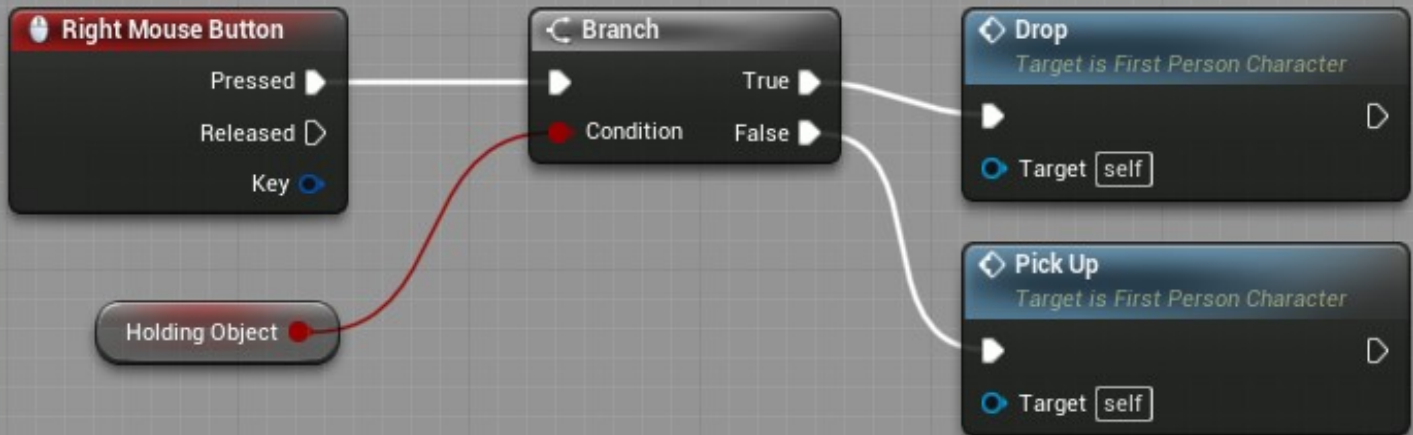 Right Mouse Button
Pressed
Released
Key
Holding Object
Branch
True
Condition
False
Drop
Target is First Person Character
Target self
Pick Up
Target is First Person Character
Target self